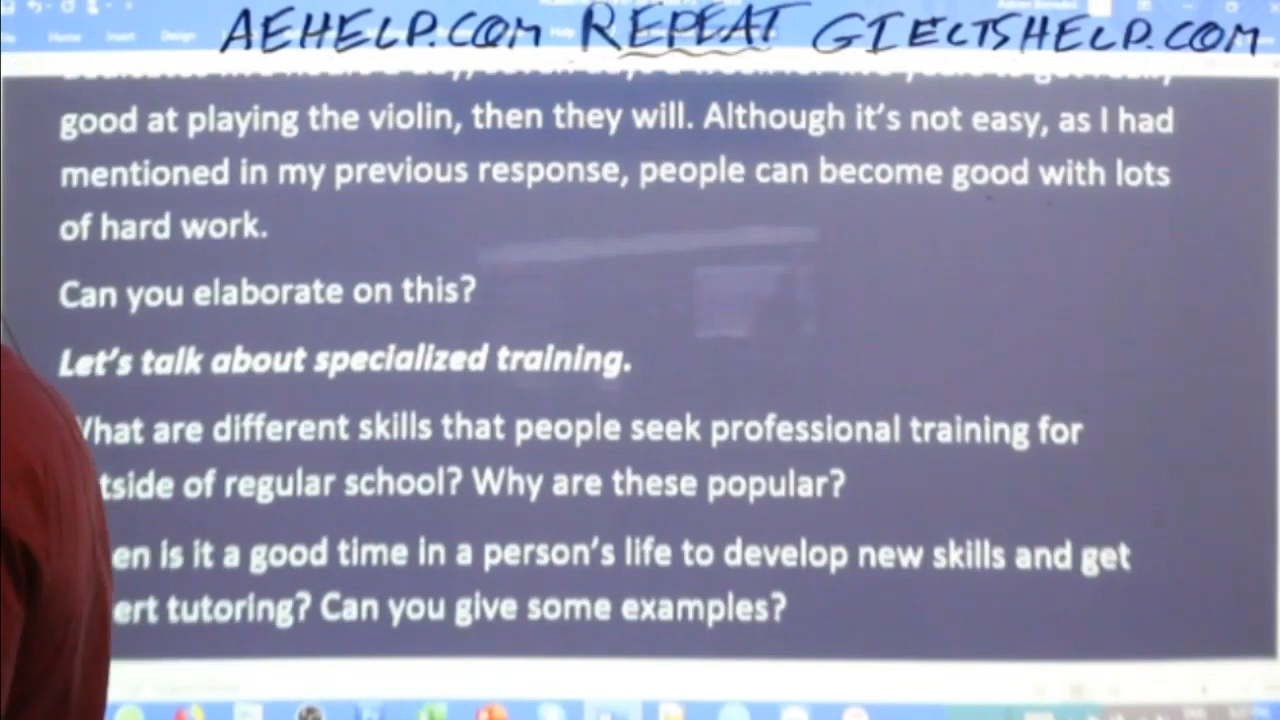 AEHELP.COM REPEAT GIELTSHELP.COM
Home Insert Design
good at playing the violin, then they will. Although it's not easy, as I had
mentioned in my previous response, people can become good with lots
of hard work.
Can you elaborate on this?
Let's talk about specialized training.
hat are different skills that people seek professional training for
tside of regular school? Why are these popular?
en is it a good time in a person's life to develop new skills and get
ert tutoring? Can you give some examples?